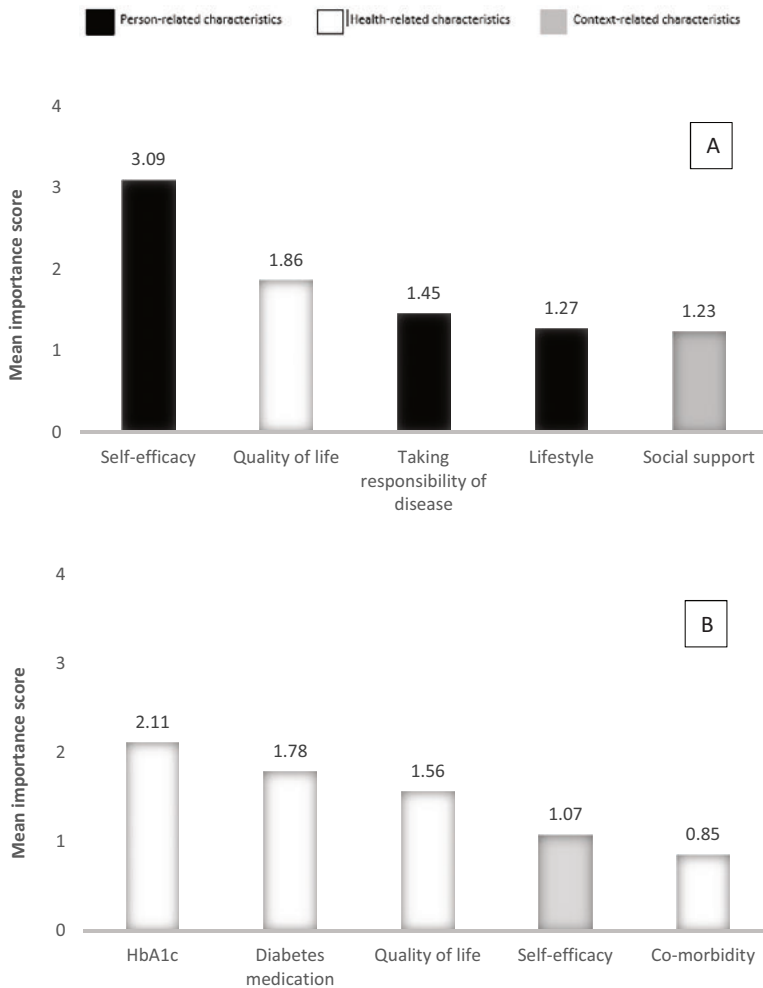 Person-related characteristics Health-related characteristics Context-related characteristics
4
A
3.09
3
Mean importance score
1.86
2
1.45
1.27
1.23
1
0
Self-efficacy Quality of life Taking responsibility of disease Lifestyle Social support
4
B
3
Mean importance score
2.11
2
1.78
1.56
1.07
1
0.85
0
HbA1c Diabetes medication Quality of life Self-efficacy Co-morbidity